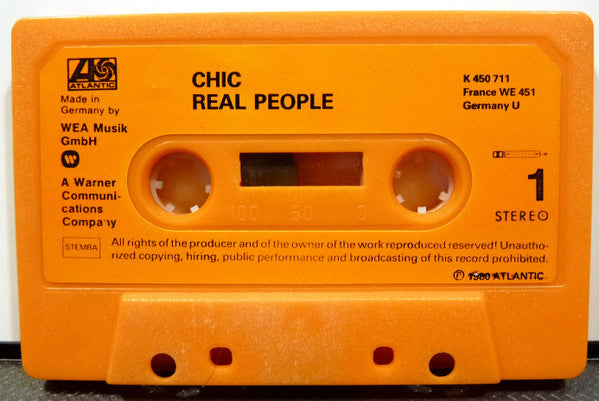 ATLANTIC
CHIC
REAL PEOPLE
K 450 711
France WE 451
Germany U
Made in
Germany by
WEA Musik
GmbH
A Warner
Communi-
cations
Company
1
STEREO
100 50 0
STEMRA
All rights of the producer and of the owner of the work reproduced reserved! Unautho-
rized copying, hiring, public performance and broadcasting of this record prohibited.
℗ 1980 ATLANTIC